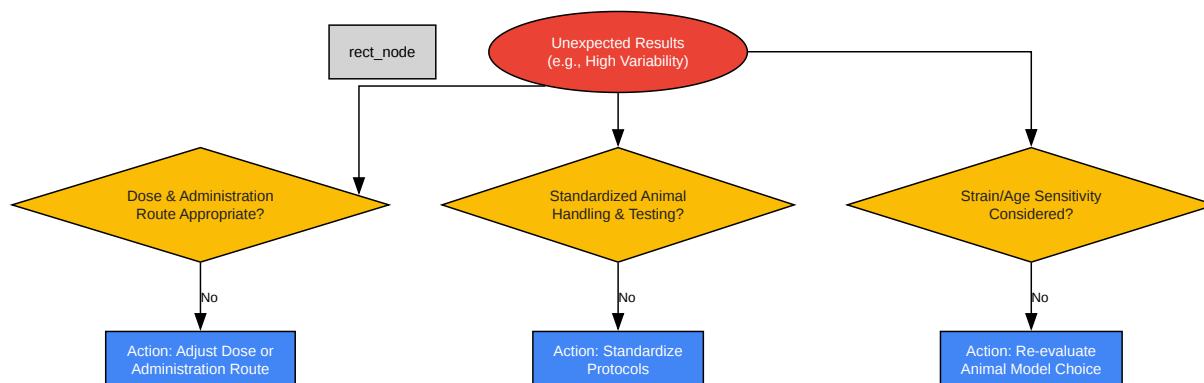 rect_node
Unexpected Results
(e.g., High Variability)
Dose & Administration
Route Appropriate?
Standardized Animal
Handling & Testing?
Strain/Age Sensitivity
Considered?
No
No
No
Action: Adjust Dose or
Administration Route
Action: Standardize
Protocols
Action: Re-evaluate
Animal Model Choice